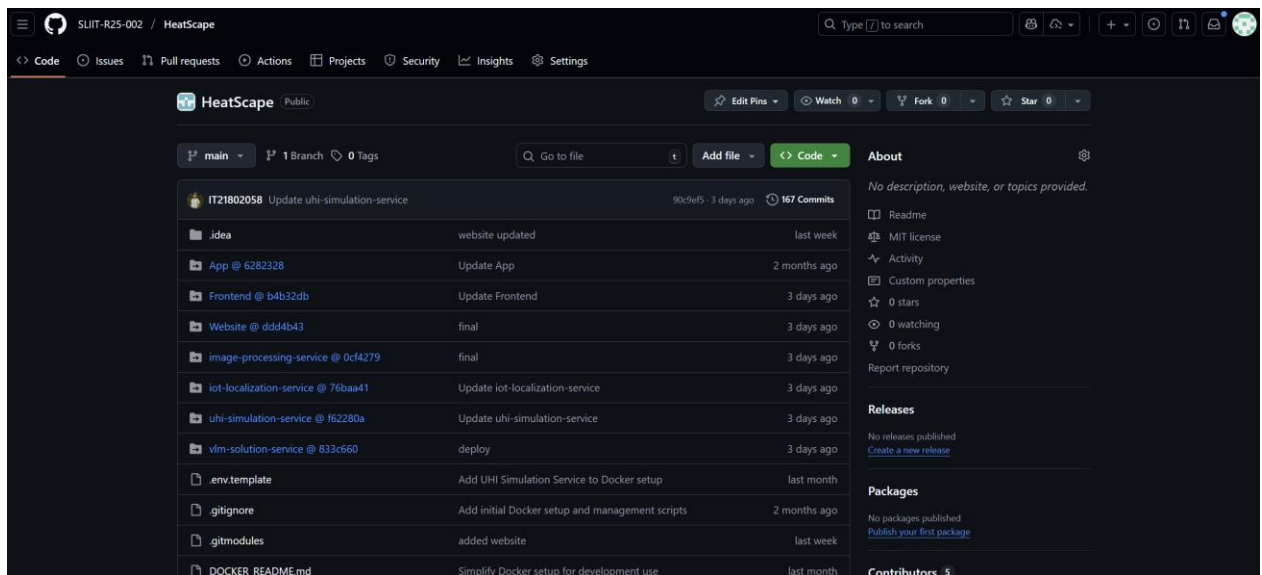 SLIIT-R25-002 / HeatScape
Type / to search
Code Issues Pull requests Actions Projects Security Insights Settings
HeatScape Public
Edit Pins Watch 0 Fork 0 Star 0
main 1 Branch 0 Tags
Go to file t Add file Code
IT21802058 Update uhi-simulation-service 90c9ef5 · 3 days ago 167 Commits
.idea website updated last week
App @ 6282328 Update App 2 months ago
Frontend @ b4b32db Update Frontend 3 days ago
Website @ ddd4b43 final 3 days ago
image-processing-service @ 0cf4279 final 3 days ago
iot-localization-service @ 76baa41 Update iot-localization-service 3 days ago
uhi-simulation-service @ f62280a Update uhi-simulation-service 3 days ago
vlm-solution-service @ 833c660 deploy 3 days ago
.env.template Add UHI Simulation Service to Docker setup last month
.gitignore Add initial Docker setup and management scripts 2 months ago
.gitmodules added website last week
DOCKER_README.md Simplify Docker setup for development use last month
About
No description, website, or topics provided.
Readme
MIT license
Activity
Custom properties
0 stars
0 watching
0 forks
Report repository
Releases
No releases published
Create a new release
Packages
No packages published
Publish your first package
Contributors 5